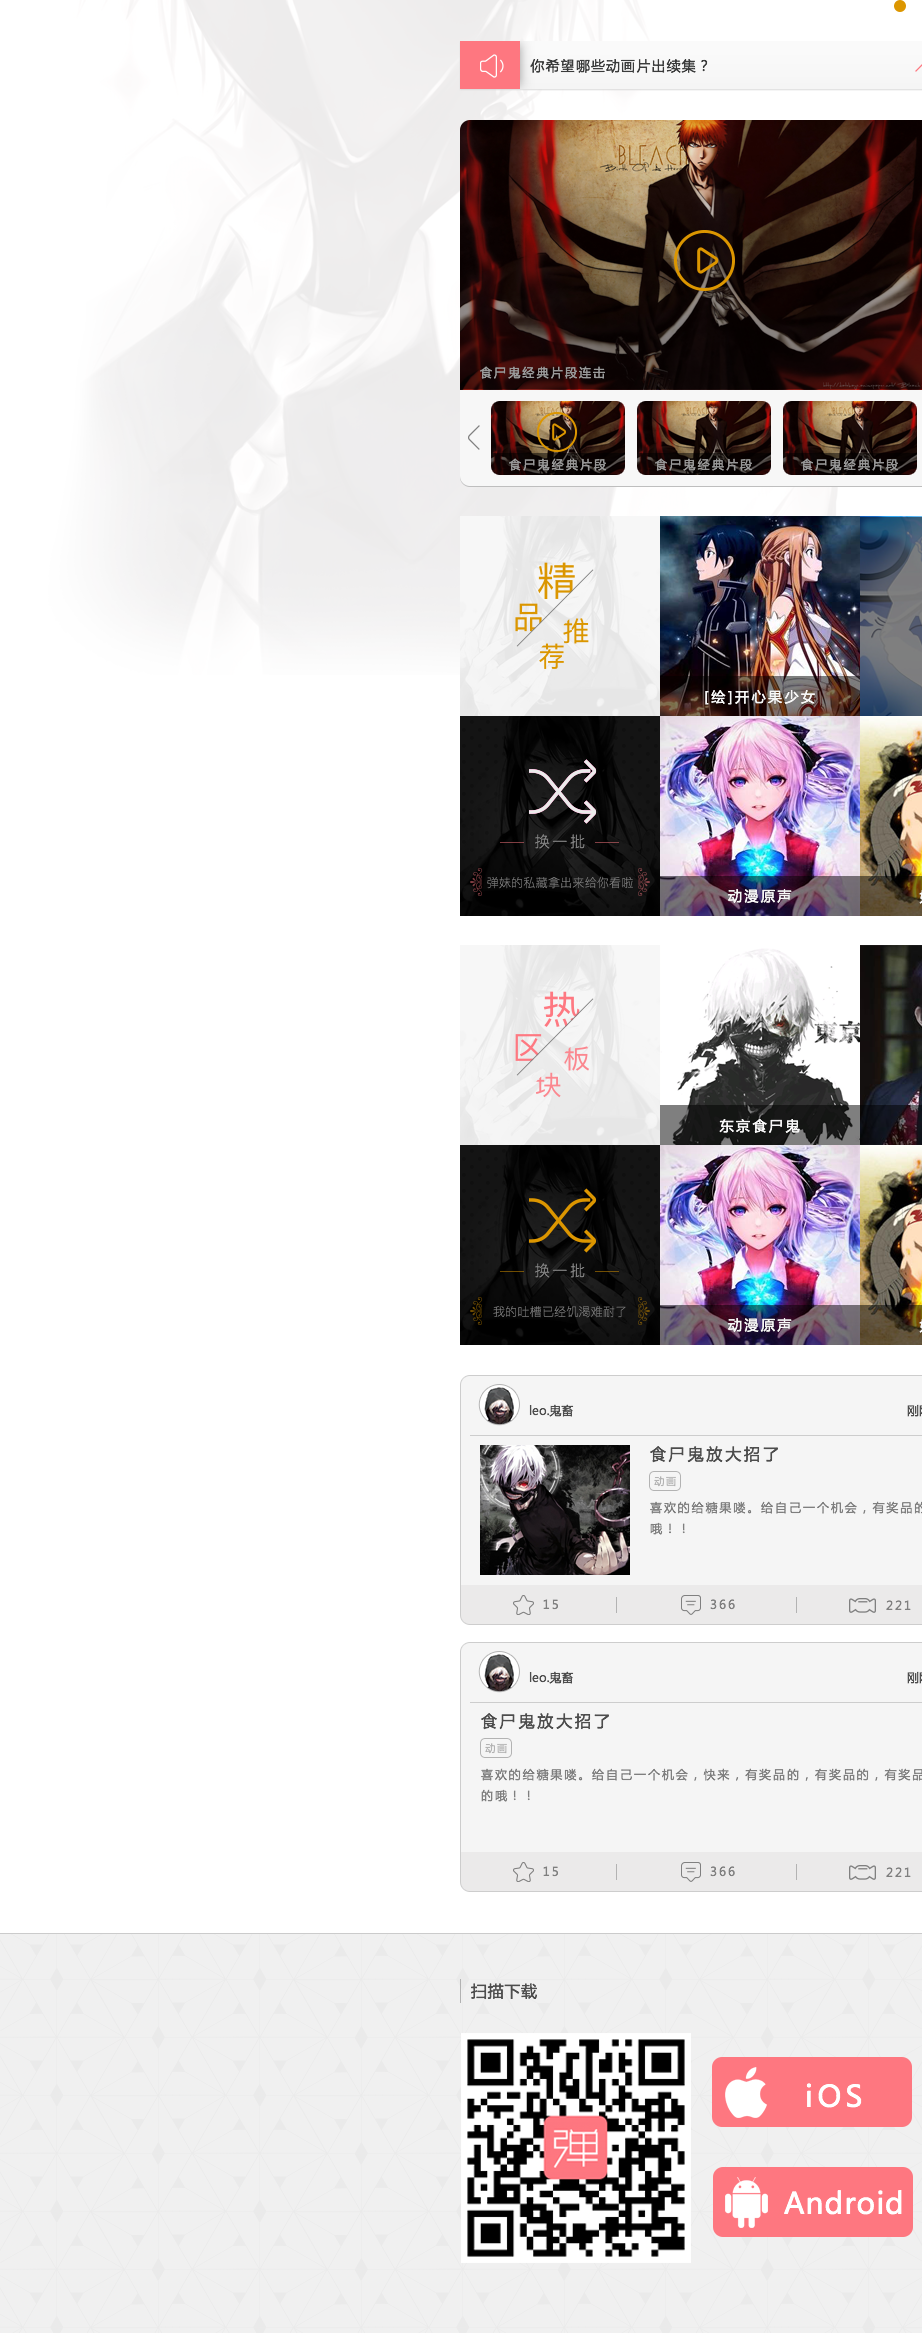 你希望哪些动画片出续集？
BLEACH
食尸鬼经典片段连击
食尸鬼经典片段
食尸鬼经典片段
食尸鬼经典片段
精
品
推
荐
[绘]开心果少女
换一批
弹妹的私藏拿出来给你看啦
动漫原声
热
区
板
块
東京
东京食尸鬼
换一批
我的吐槽已经饥渴难耐了
动漫原声
leo.鬼畜
刚
食尸鬼放大招了
动画
喜欢的给糖果喽。给自己一个机会，有奖品的
哦！！
15
366
221
leo.鬼畜
刚
食尸鬼放大招了
动画
喜欢的给糖果喽。给自己一个机会，快来，有奖品的，有奖品的，有奖品
的哦！！
15
366
221
扫描下载
弹
iOS
Android